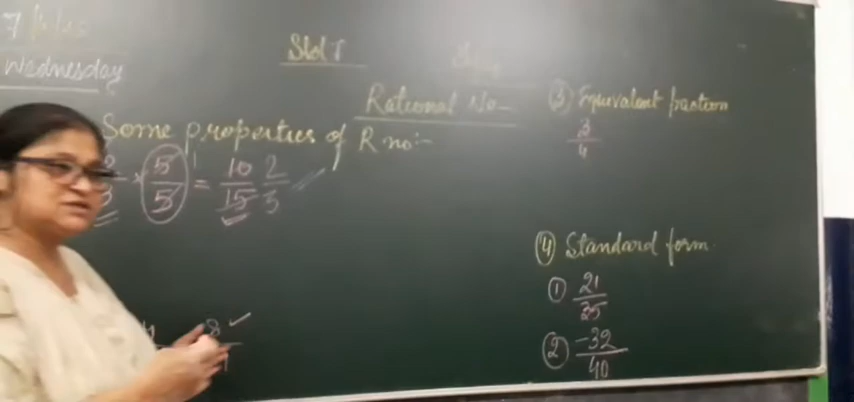 Wednesday
Std
Rational No
Some properties of R no:-
× 5/5 = 10/15 2/3
③ Equivalent fraction
3/4
④ Standard form
① 21/35
② -32/40
8